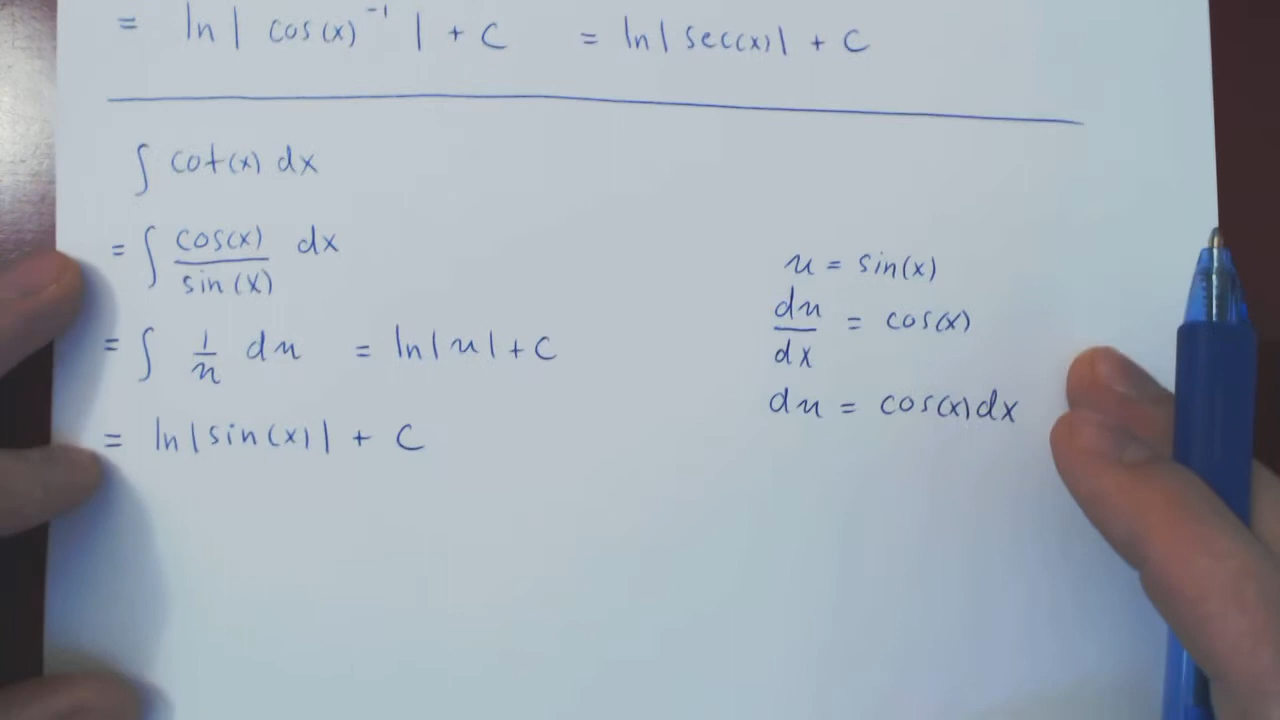 = ln| cos(x)⁻¹ | + C = ln| sec(x)| + C
∫ cot(x) dx
= ∫ cos(x)/sin(x) dx
u = sin(x)
du/dx = cos(x)
= ∫ 1/u du = ln|u| + C
du = cos(x)dx
= ln|sin(x)| + C